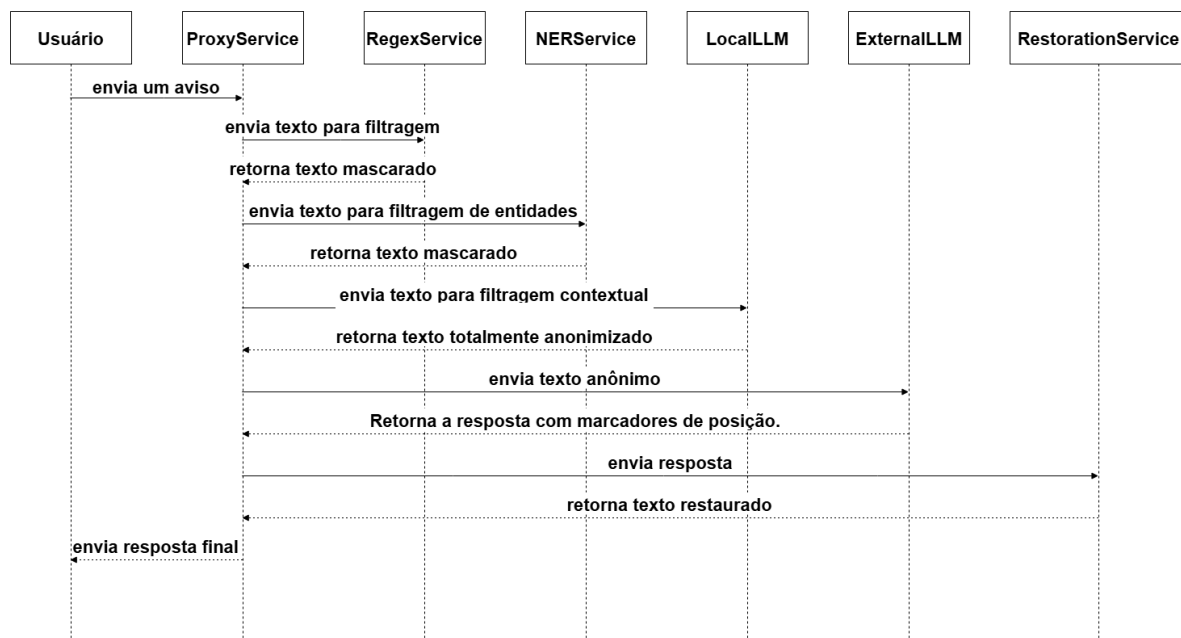 Usuário
ProxyService
RegexService
NERService
LocalLLM
ExternalLLM
RestorationService
envia um aviso
envia texto para filtragem
retorna texto mascarado
envia texto para filtragem de entidades
retorna texto mascarado
envia texto para filtragem contextual
retorna texto totalmente anonimizado
envia texto anônimo
Retorna a resposta com marcadores de posição.
envia resposta
retorna texto restaurado
envia resposta final